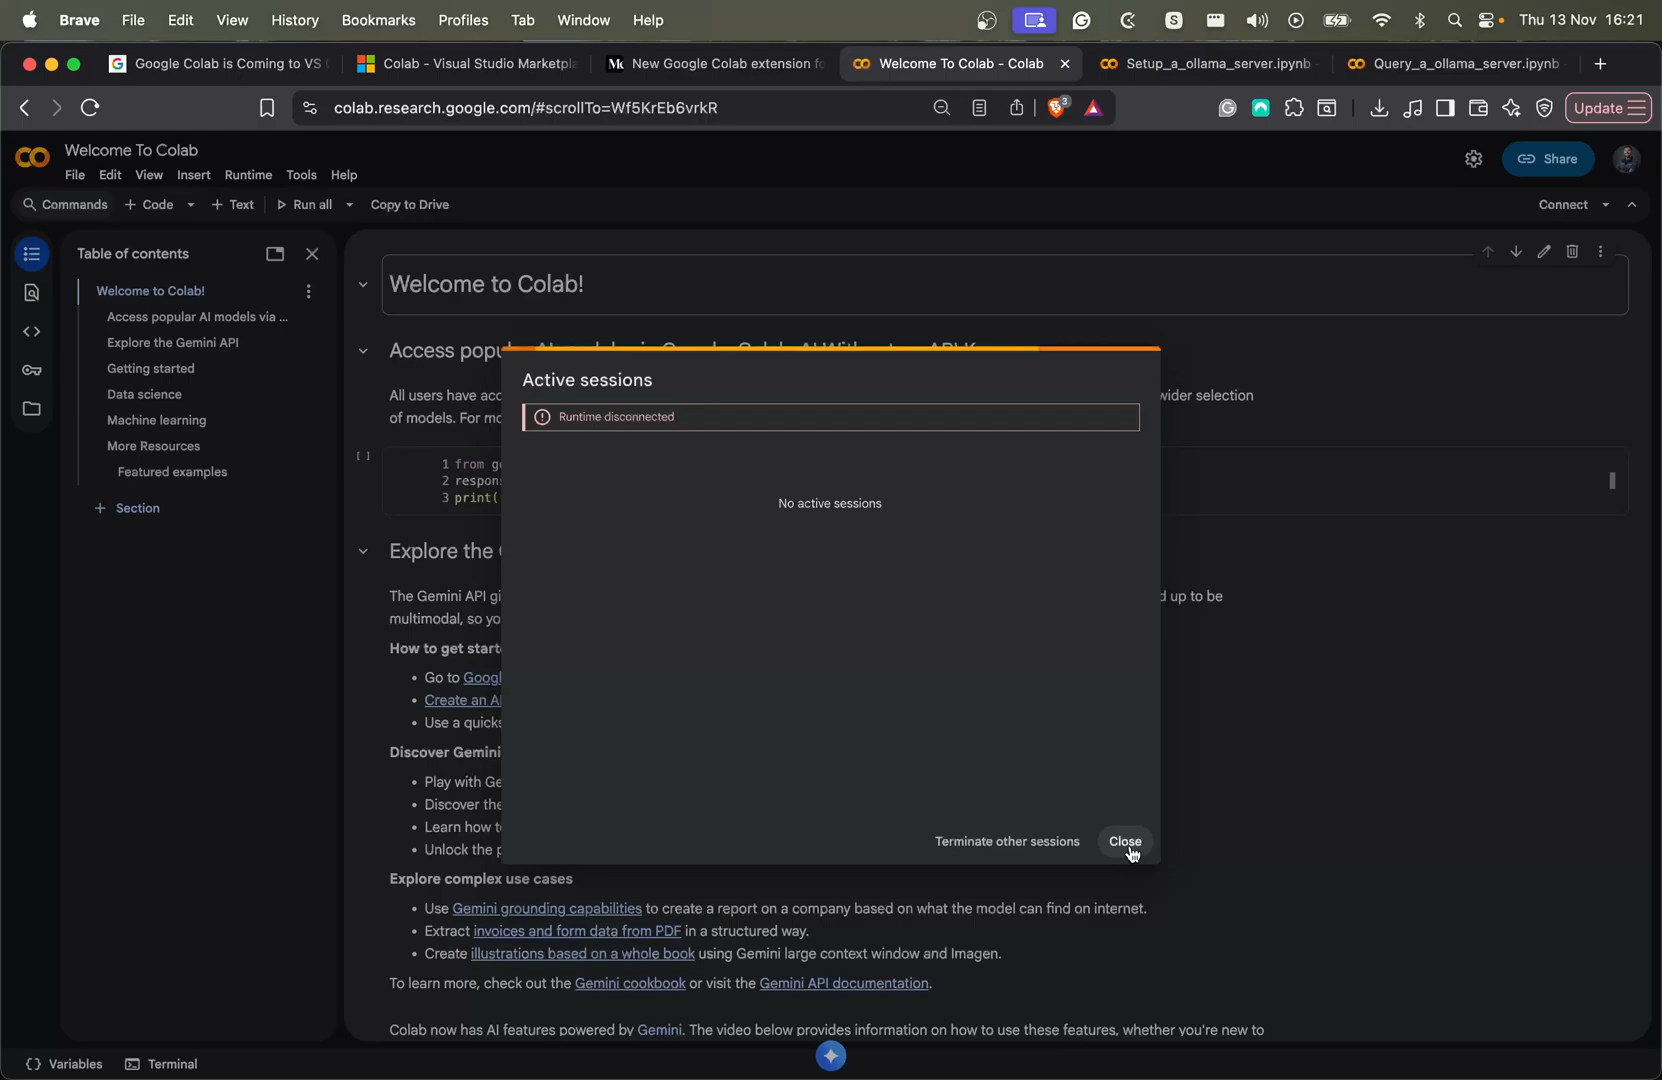 Brave File Edit View History Bookmarks Profiles Tab Window Help Thu 13 Nov 16:21
Google Colab is Coming to VS Colab - Visual Studio Marketpla New Google Colab extension fo Welcome To Colab - Colab Setup_a_ollama_server.ipynb Query_a_ollama_server.ipynb
colab.research.google.com/#scrollTo=Wf5KrEb6vrkR 3 Update
Welcome To Colab
File Edit View Insert Runtime Tools Help
Share
Commands + Code + Text Run all Copy to Drive Connect
Table of contents
Welcome to Colab!
Access popular AI models via ...
Explore the Gemini API
Getting started
Data science
Machine learning
More Resources
Featured examples
+ Section
Welcome to Colab!
Access popu
All users have acc wider selection
of models. For mo
[ ]
1 from g
2 respon
3 print(
Explore the
The Gemini API gi d up to be
multimodal, so yo
How to get start
• Go to Googl
• Create an A
• Use a quicks
Discover Gemini
• Play with Ge
• Discover the
• Learn how t
• Unlock the p
Explore complex use cases
• Use Gemini grounding capabilities to create a report on a company based on what the model can find on internet.
• Extract invoices and form data from PDF in a structured way.
• Create illustrations based on a whole book using Gemini large context window and Imagen.
To learn more, check out the Gemini cookbook or visit the Gemini API documentation.
Colab now has AI features powered by Gemini. The video below provides information on how to use these features, whether you're new to
Active sessions
Runtime disconnected
No active sessions
Terminate other sessions Close
Variables Terminal